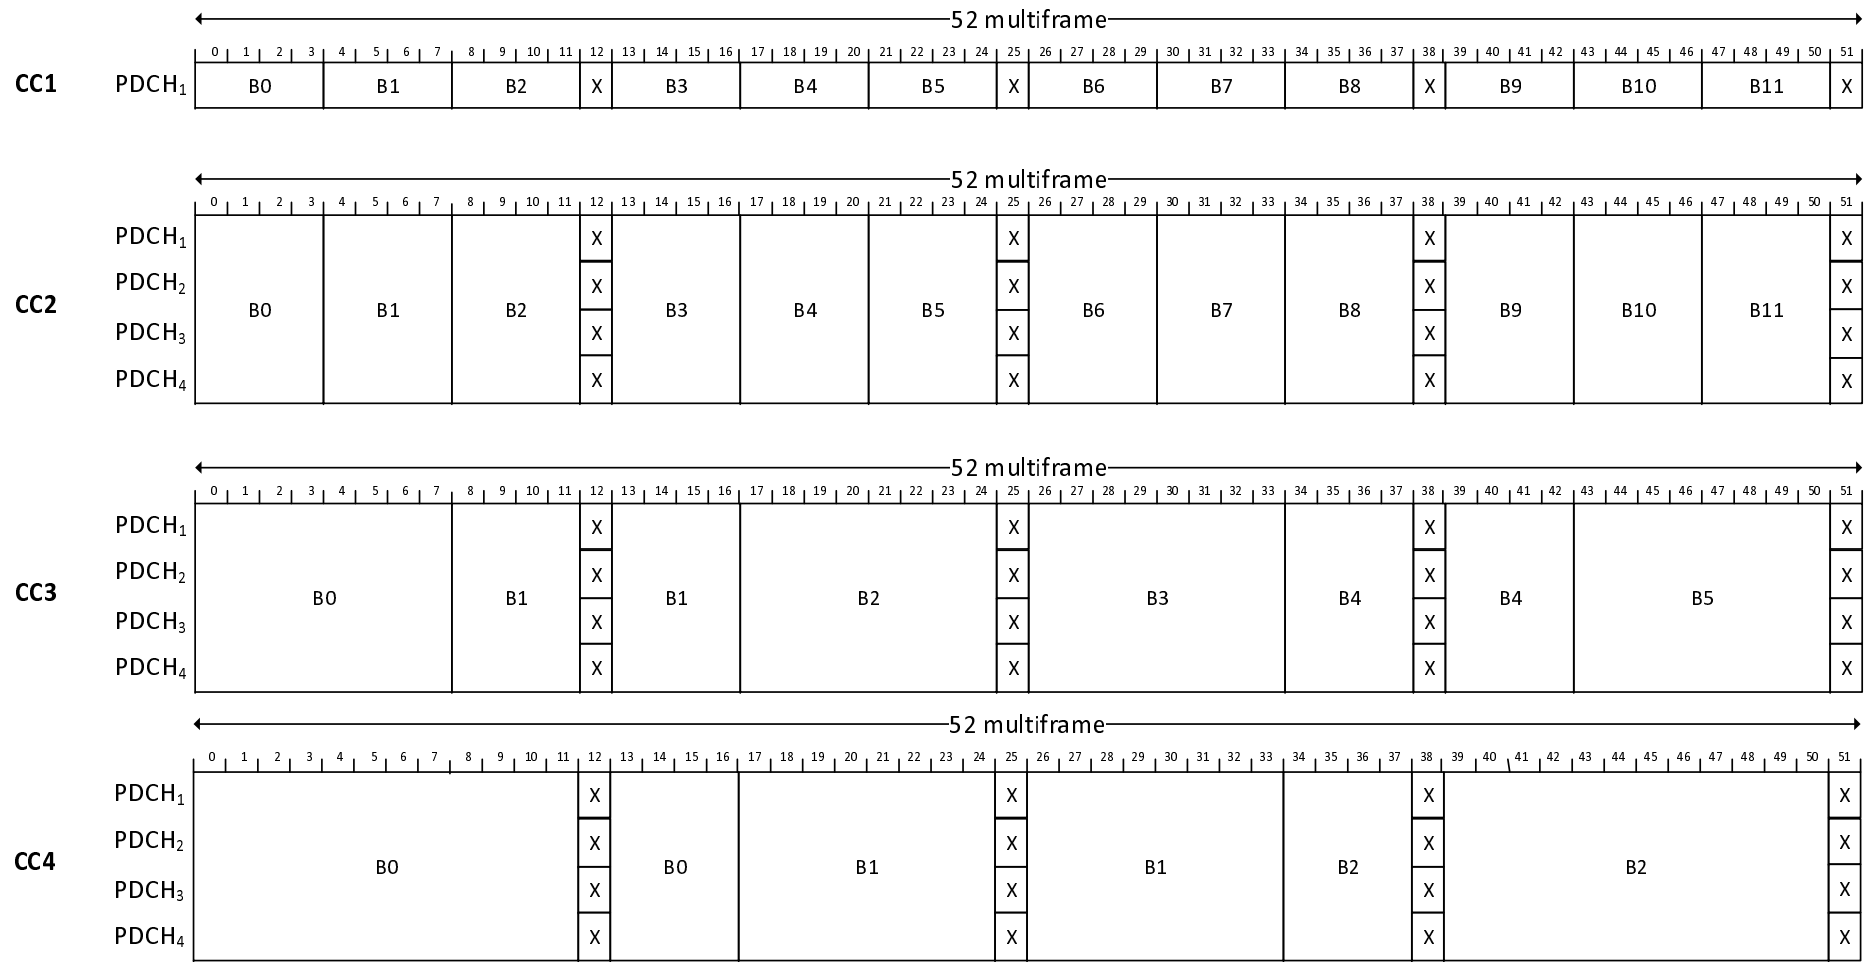 52 multiframe
0 1 2 3 4 5 6 7 8 9 10 11 12 13 14 15 16 17 18 19 20 21 22 23 24 25 26 27 28 29 30 31 32 33 34 35 36 37 38 39 40 41 42 43 44 45 46 47 48 49 50 51
CC1 PDCH1 B0 B1 B2 X B3 B4 B5 X B6 B7 B8 X B9 B10 B11 X
52 multiframe
0 1 2 3 4 5 6 7 8 9 10 11 12 13 14 15 16 17 18 19 20 21 22 23 24 25 26 27 28 29 30 31 32 33 34 35 36 37 38 39 40 41 42 43 44 45 46 47 48 49 50 51
PDCH1 X X X X
PDCH2 X X X X
CC2 B0 B1 B2 B3 B4 B5 B6 B7 B8 B9 B10 B11
PDCH3 X X X X
PDCH4 X X X X
52 multiframe
0 1 2 3 4 5 6 7 8 9 10 11 12 13 14 15 16 17 18 19 20 21 22 23 24 25 26 27 28 29 30 31 32 33 34 35 36 37 38 39 40 41 42 43 44 45 46 47 48 49 50 51
PDCH1 X X X X
PDCH2 X X X X
CC3 B0 B1 B1 B2 B3 B4 B4 B5
PDCH3 X X X X
PDCH4 X X X X
52 multiframe
0 1 2 3 4 5 6 7 8 9 10 11 12 13 14 15 16 17 18 19 20 21 22 23 24 25 26 27 28 29 30 31 32 33 34 35 36 37 38 39 40 41 42 43 44 45 46 47 48 49 50 51
PDCH1 X X X X
PDCH2 X X X X
CC4 B0 B0 B1 B1 B2 B2
PDCH3 X X X X
PDCH4 X X X X